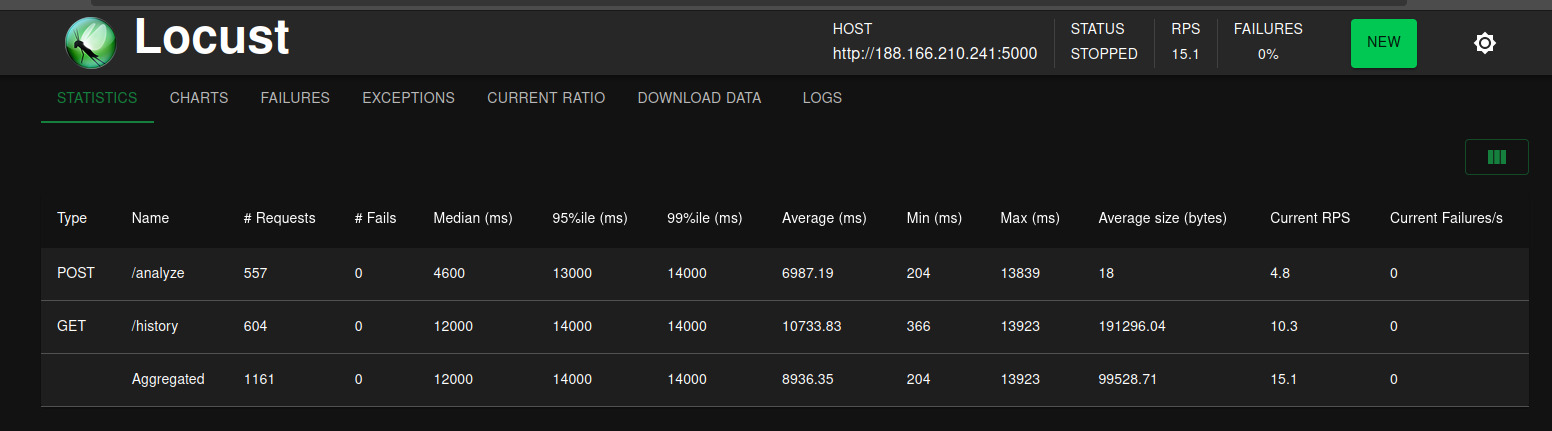 Locust
HOST
http://188.166.210.241:5000
STATUS
STOPPED
RPS
15.1
FAILURES
0%
NEW
STATISTICS CHARTS FAILURES EXCEPTIONS CURRENT RATIO DOWNLOAD DATA LOGS
Type Name # Requests # Fails Median (ms) 95%ile (ms) 99%ile (ms) Average (ms) Min (ms) Max (ms) Average size (bytes) Current RPS Current Failures/s
POST /analyze 557 0 4600 13000 14000 6987.19 204 13839 18 4.8 0
GET /history 604 0 12000 14000 14000 10733.83 366 13923 191296.04 10.3 0
Aggregated 1161 0 12000 14000 14000 8936.35 204 13923 99528.71 15.1 0